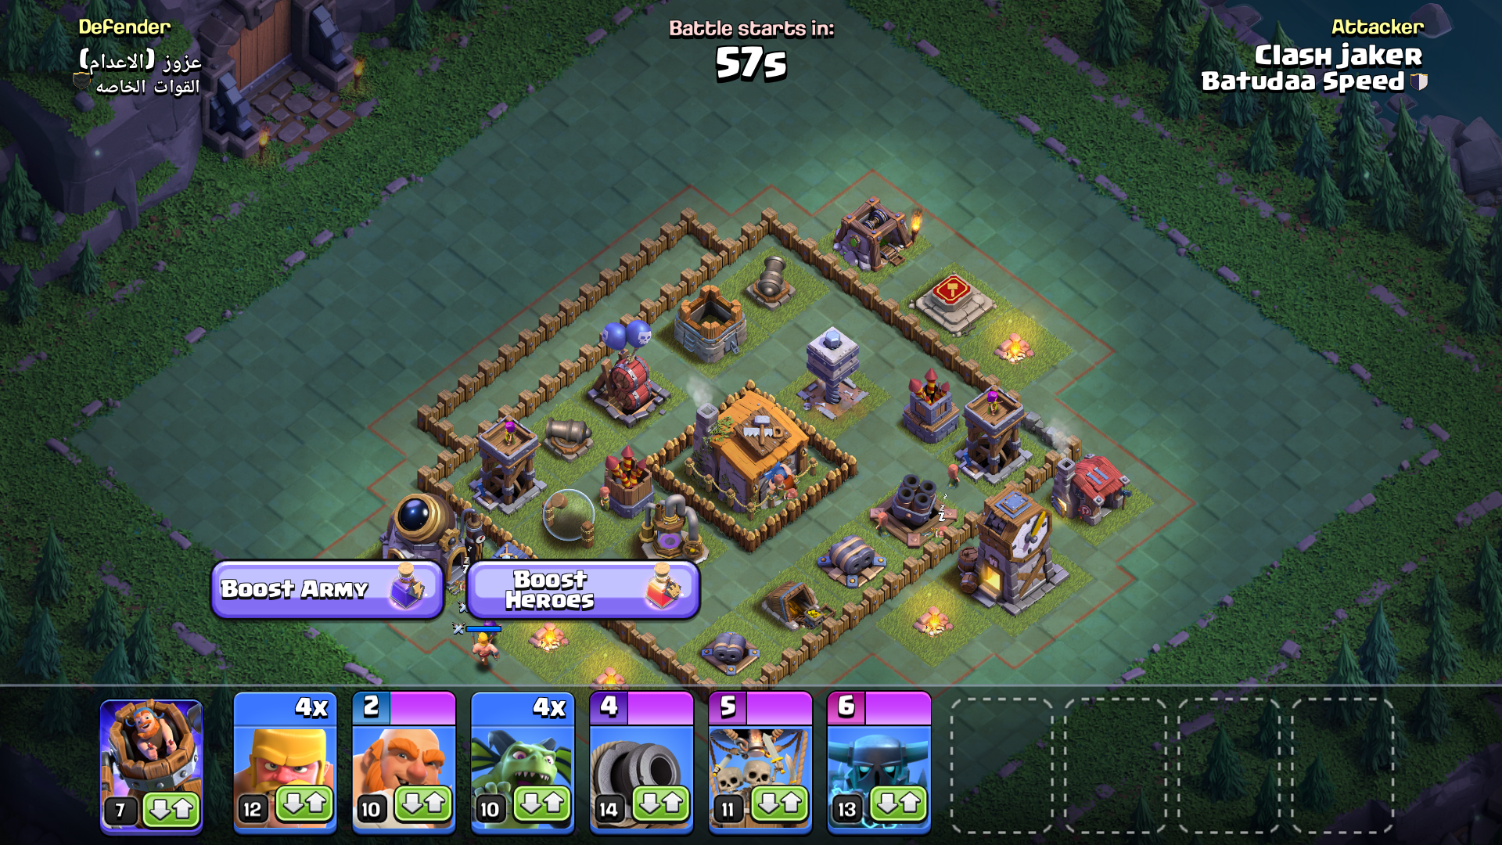 Defender
عزوز (الاعدام)
القوات الخاصه
Battle starts in:
57s
Attacker
Clash jaker
Batudaa Speed
Boost Army
Boost
Heroes
4x
2
4x
4
5
6
7
12
10
10
14
11
13